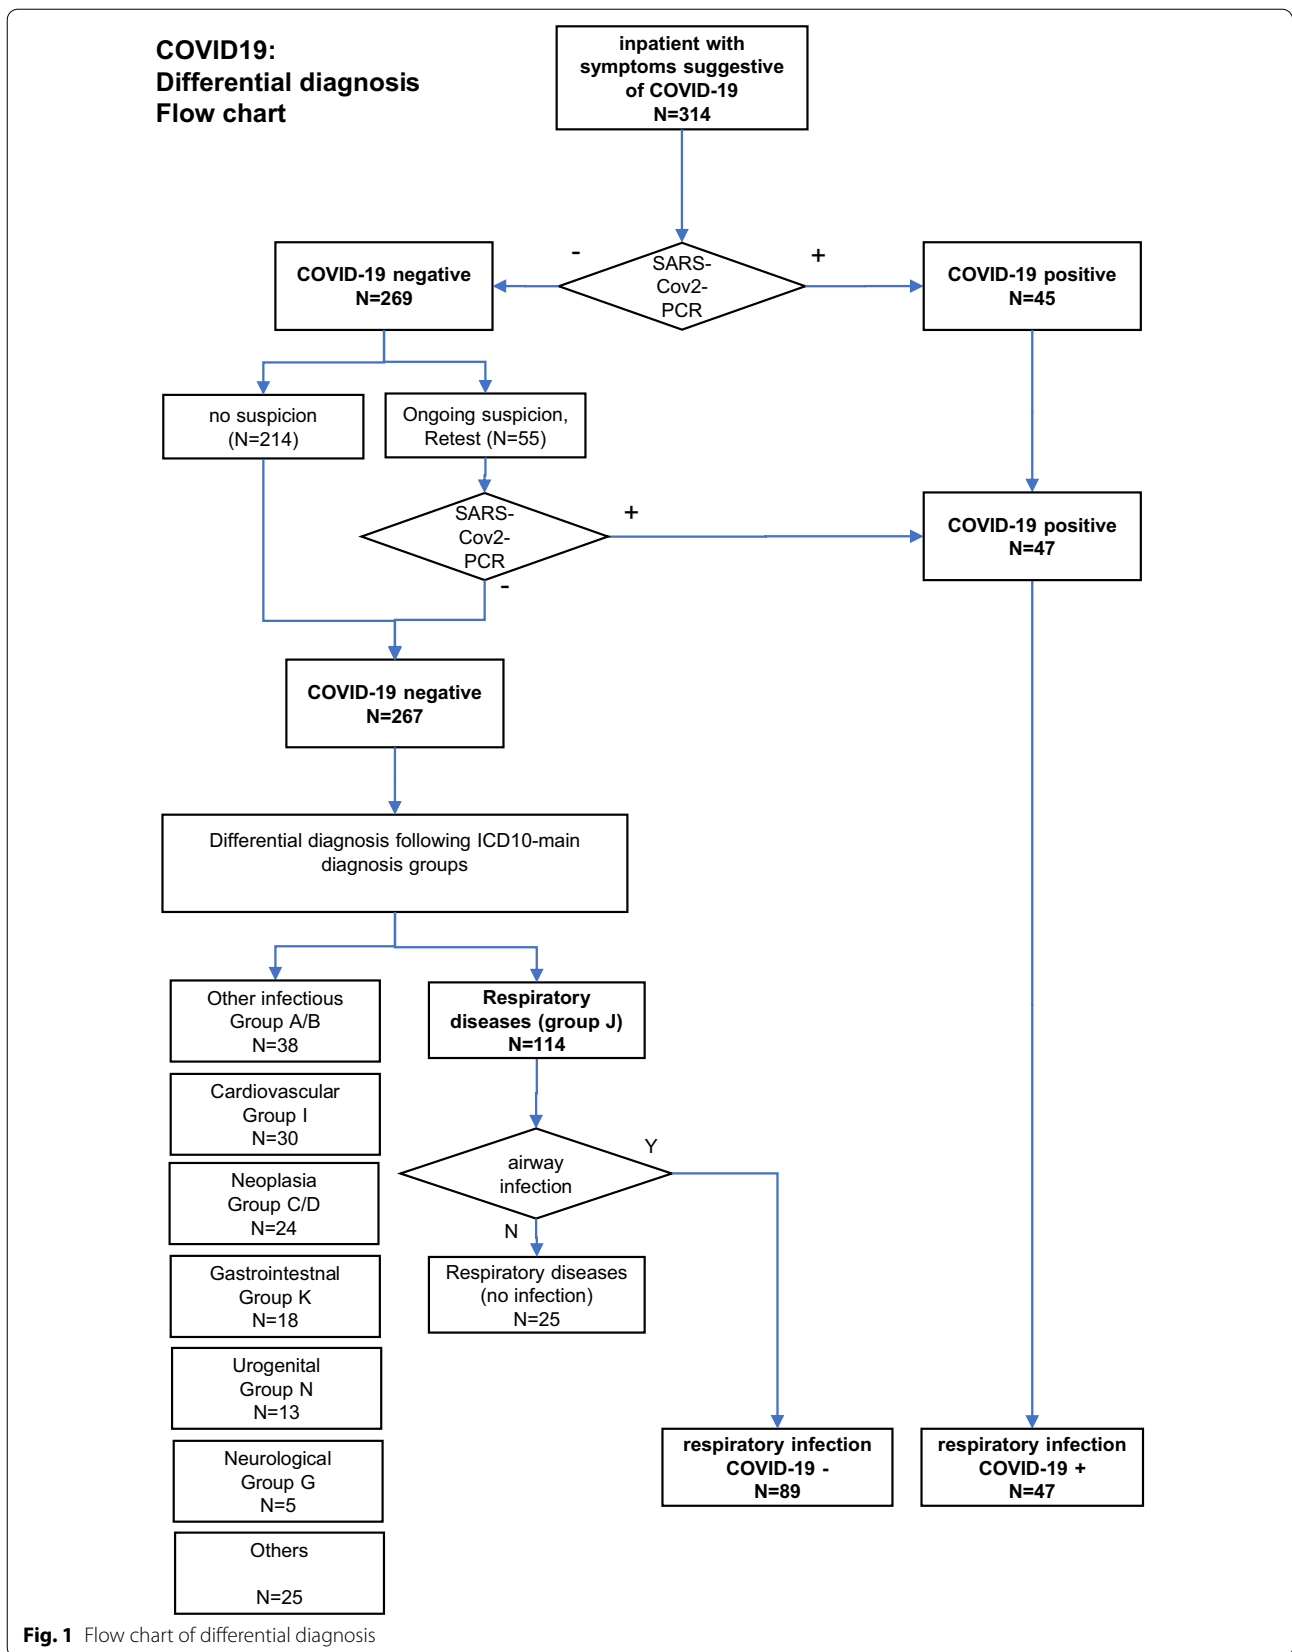 COVID19:
Differential diagnosis
Flow chart
inpatient with
symptoms suggestive
of COVID-19
N=314
-
SARS-
Cov2-
PCR
+
COVID-19 negative
N=269
COVID-19 positive
N=45
no suspicion
(N=214)
Ongoing suspicion,
Retest (N=55)
SARS-
Cov2-
PCR
+
-
COVID-19 positive
N=47
COVID-19 negative
N=267
Differential diagnosis following ICD10-main
diagnosis groups
Other infectious
Group A/B
N=38
Cardiovascular
Group I
N=30
Neoplasia
Group C/D
N=24
Gastrointestnal
Group K
N=18
Urogenital
Group N
N=13
Neurological
Group G
N=5
Others
N=25
Respiratory
diseases (group J)
N=114
airway
infection
Y
N
Respiratory diseases
(no infection)
N=25
respiratory infection
COVID-19 -
N=89
respiratory infection
COVID-19 +
N=47
Fig. 1 Flow chart of differential diagnosis